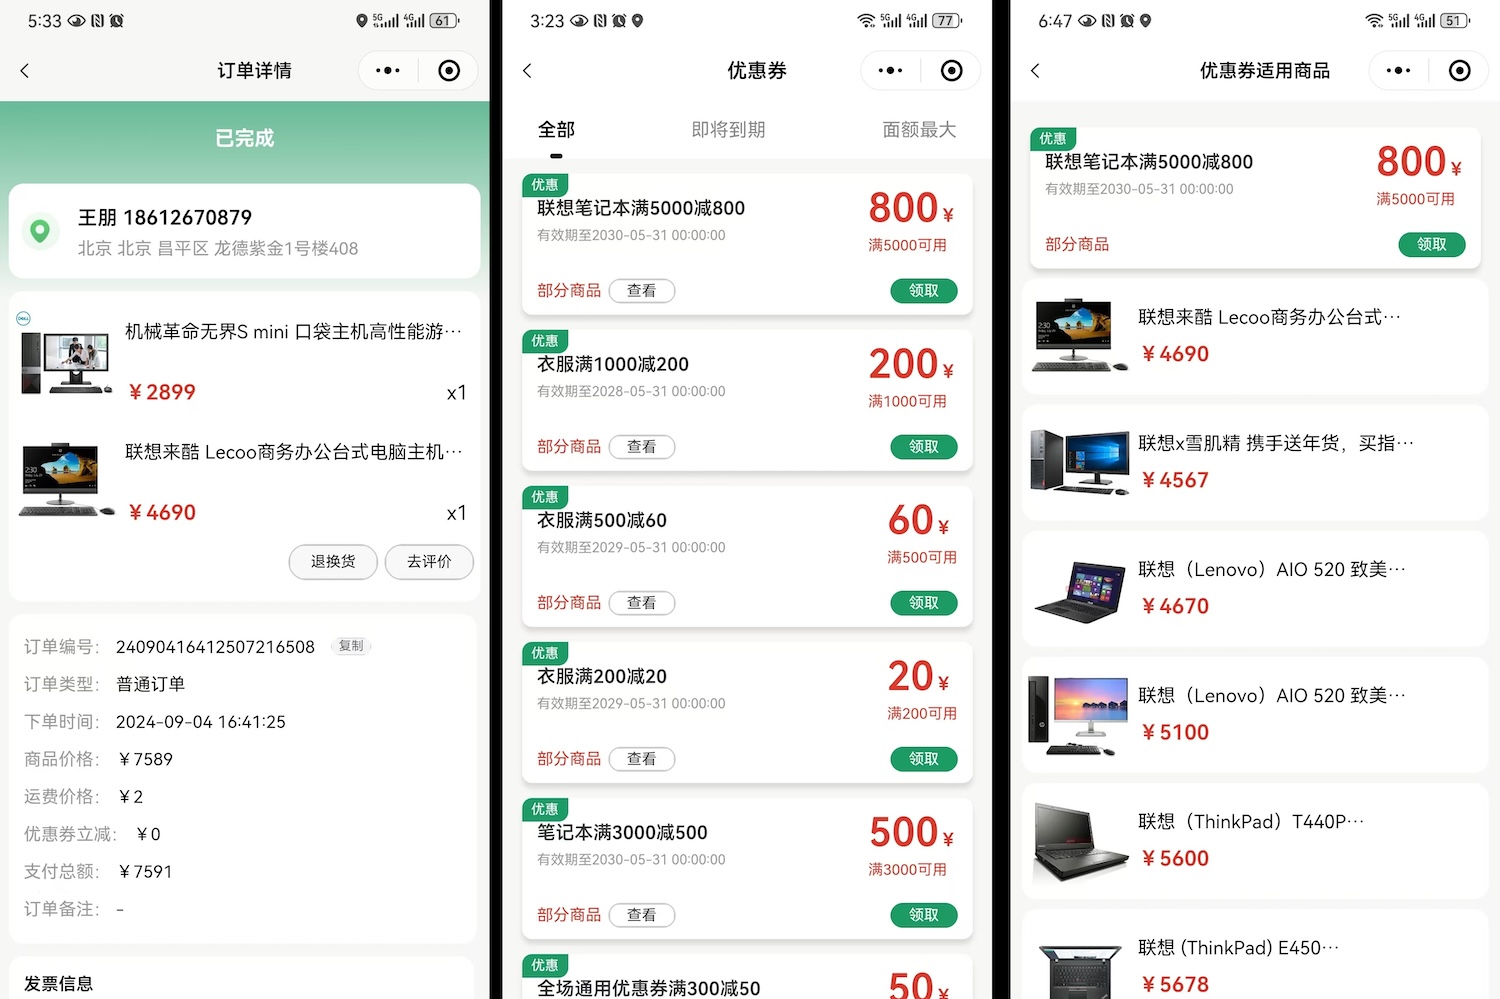 5:33
5G
4G
61
订单详情
已完成
王朋 18612670879
北京 北京 昌平区 龙德紫金1号楼408
DELL
机械革命无界S mini 口袋主机高性能游…
¥2899
x1
联想来酷 Lecoo商务办公台式电脑主机…
¥4690
x1
退换货
去评价
订单编号: 24090416412507216508 复制
订单类型: 普通订单
下单时间: 2024-09-04 16:41:25
商品价格: ¥7589
运费价格: ¥2
优惠券立减: ¥0
支付总额: ¥7591
订单备注: -
发票信息
3:23
5G
4G
77
优惠券
全部
即将到期
面额最大
优惠
联想笔记本满5000减800
800¥
有效期至2030-05-31 00:00:00
满5000可用
部分商品
查看
领取
优惠
衣服满1000减200
200¥
有效期至2028-05-31 00:00:00
满1000可用
部分商品
查看
领取
优惠
衣服满500减60
60¥
有效期至2029-05-31 00:00:00
满500可用
部分商品
查看
领取
优惠
衣服满200减20
20¥
有效期至2029-05-31 00:00:00
满200可用
部分商品
查看
领取
优惠
笔记本满3000减500
500¥
有效期至2030-05-31 00:00:00
满3000可用
部分商品
查看
领取
优惠
全场通用优惠券满300减50
50¥
6:47
5G
4G
51
优惠券适用商品
优惠
联想笔记本满5000减800
800¥
有效期至2030-05-31 00:00:00
满5000可用
部分商品
领取
联想来酷 Lecoo商务办公台式…
¥4690
联想x雪肌精 携手送年货，买指…
¥4567
联想（Lenovo）AIO 520 致美…
¥4670
联想（Lenovo）AIO 520 致美…
¥5100
联想（ThinkPad）T440P…
¥5600
联想 (ThinkPad) E450…
¥5678